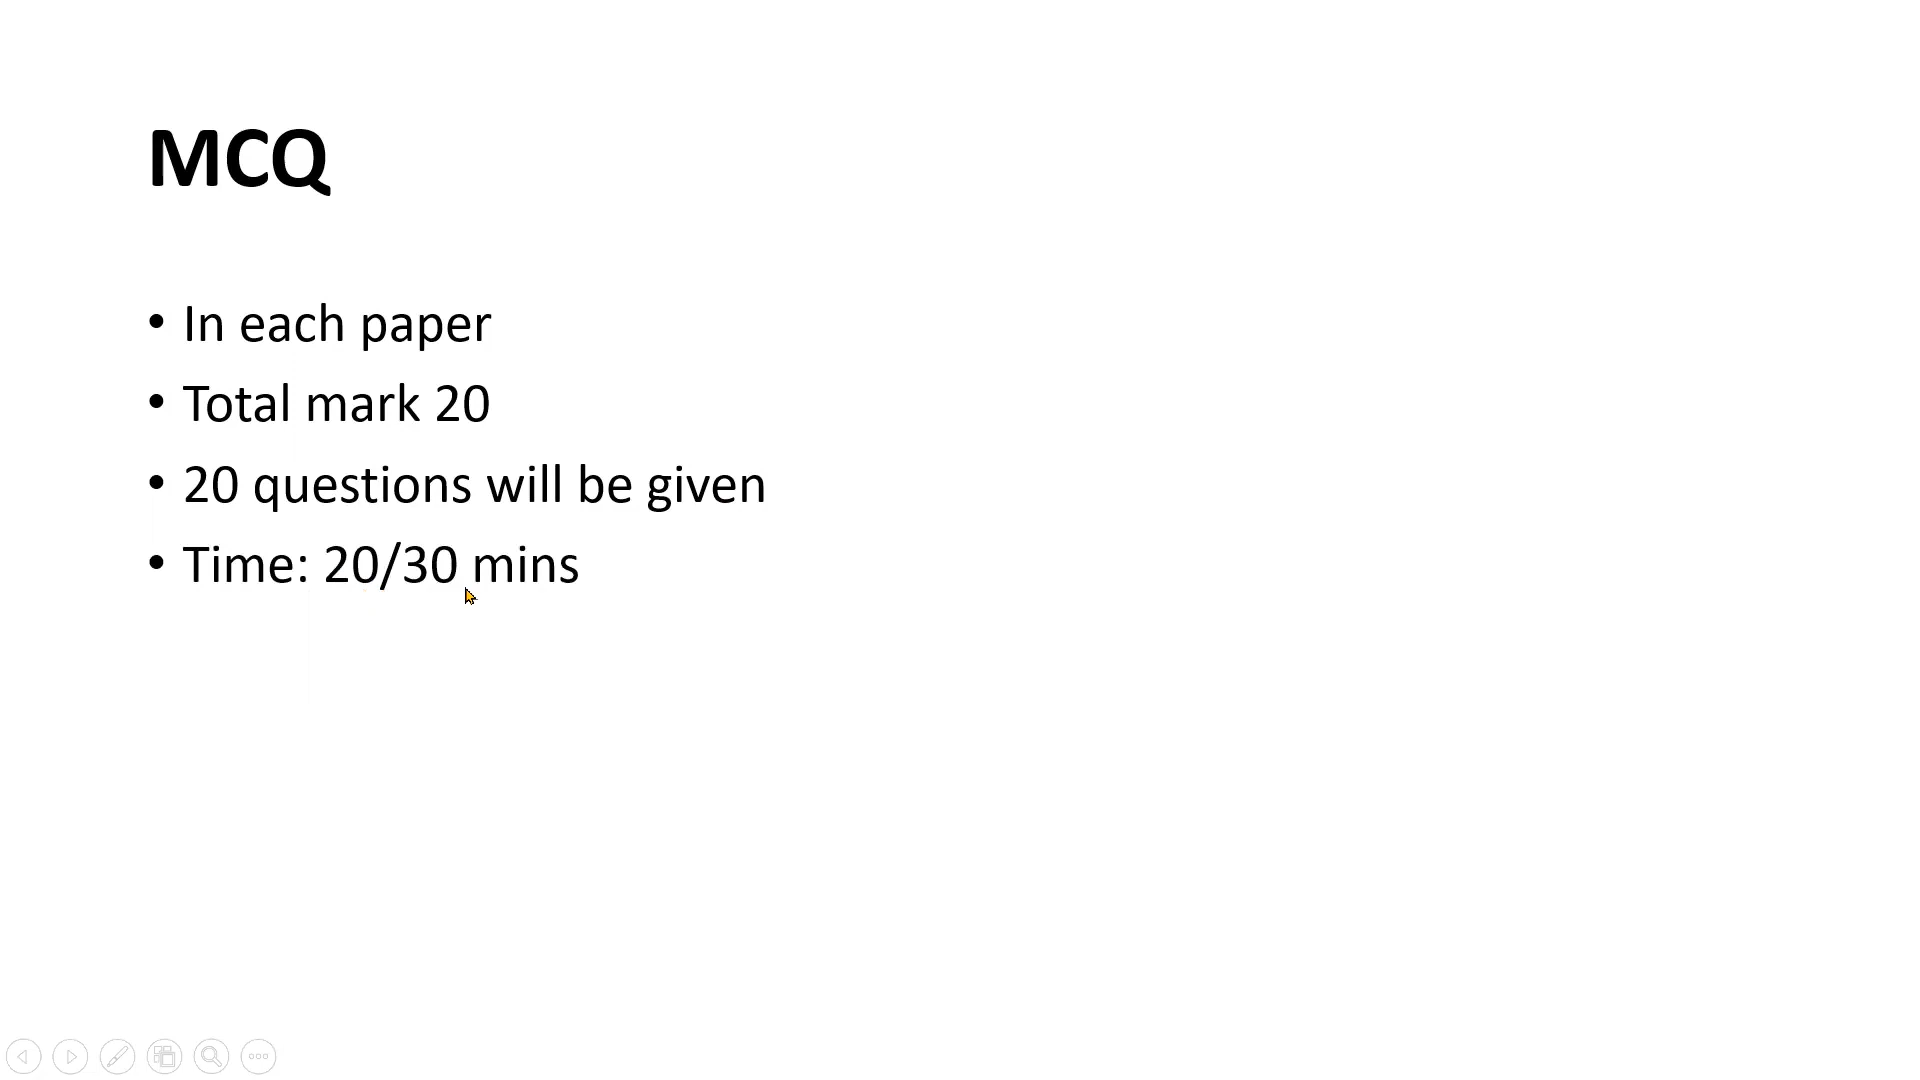 MCQ
• In each paper
• Total mark 20
• 20 questions will be given
• Time: 20/30 mins